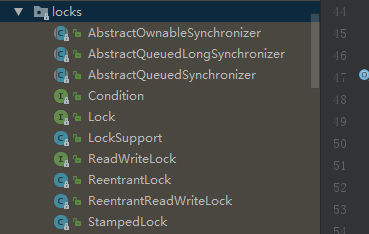 locks
AbstractOwnableSynchronizer
AbstractQueuedLongSynchronizer
AbstractQueuedSynchronizer
Condition
Lock
LockSupport
ReadWriteLock
ReentrantLock
ReentrantReadWriteLock
StampedLock
44
45
46
47
48
49
50
51
52
53
54